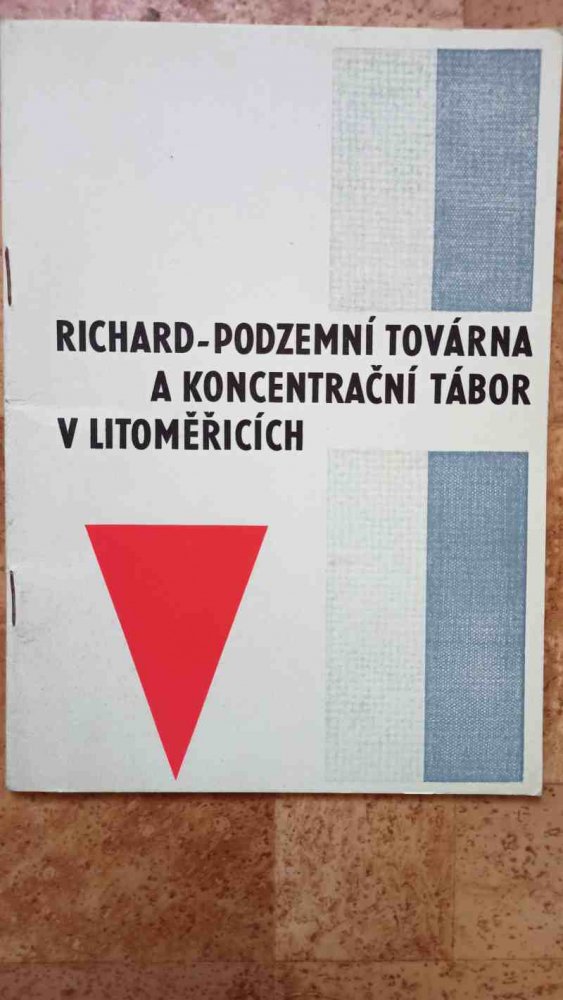 RICHARD-PODZEMNÍ TOVÁRNA
A KONCENTRAČNÍ TÁBOR
V LITOMĚŘICÍCH